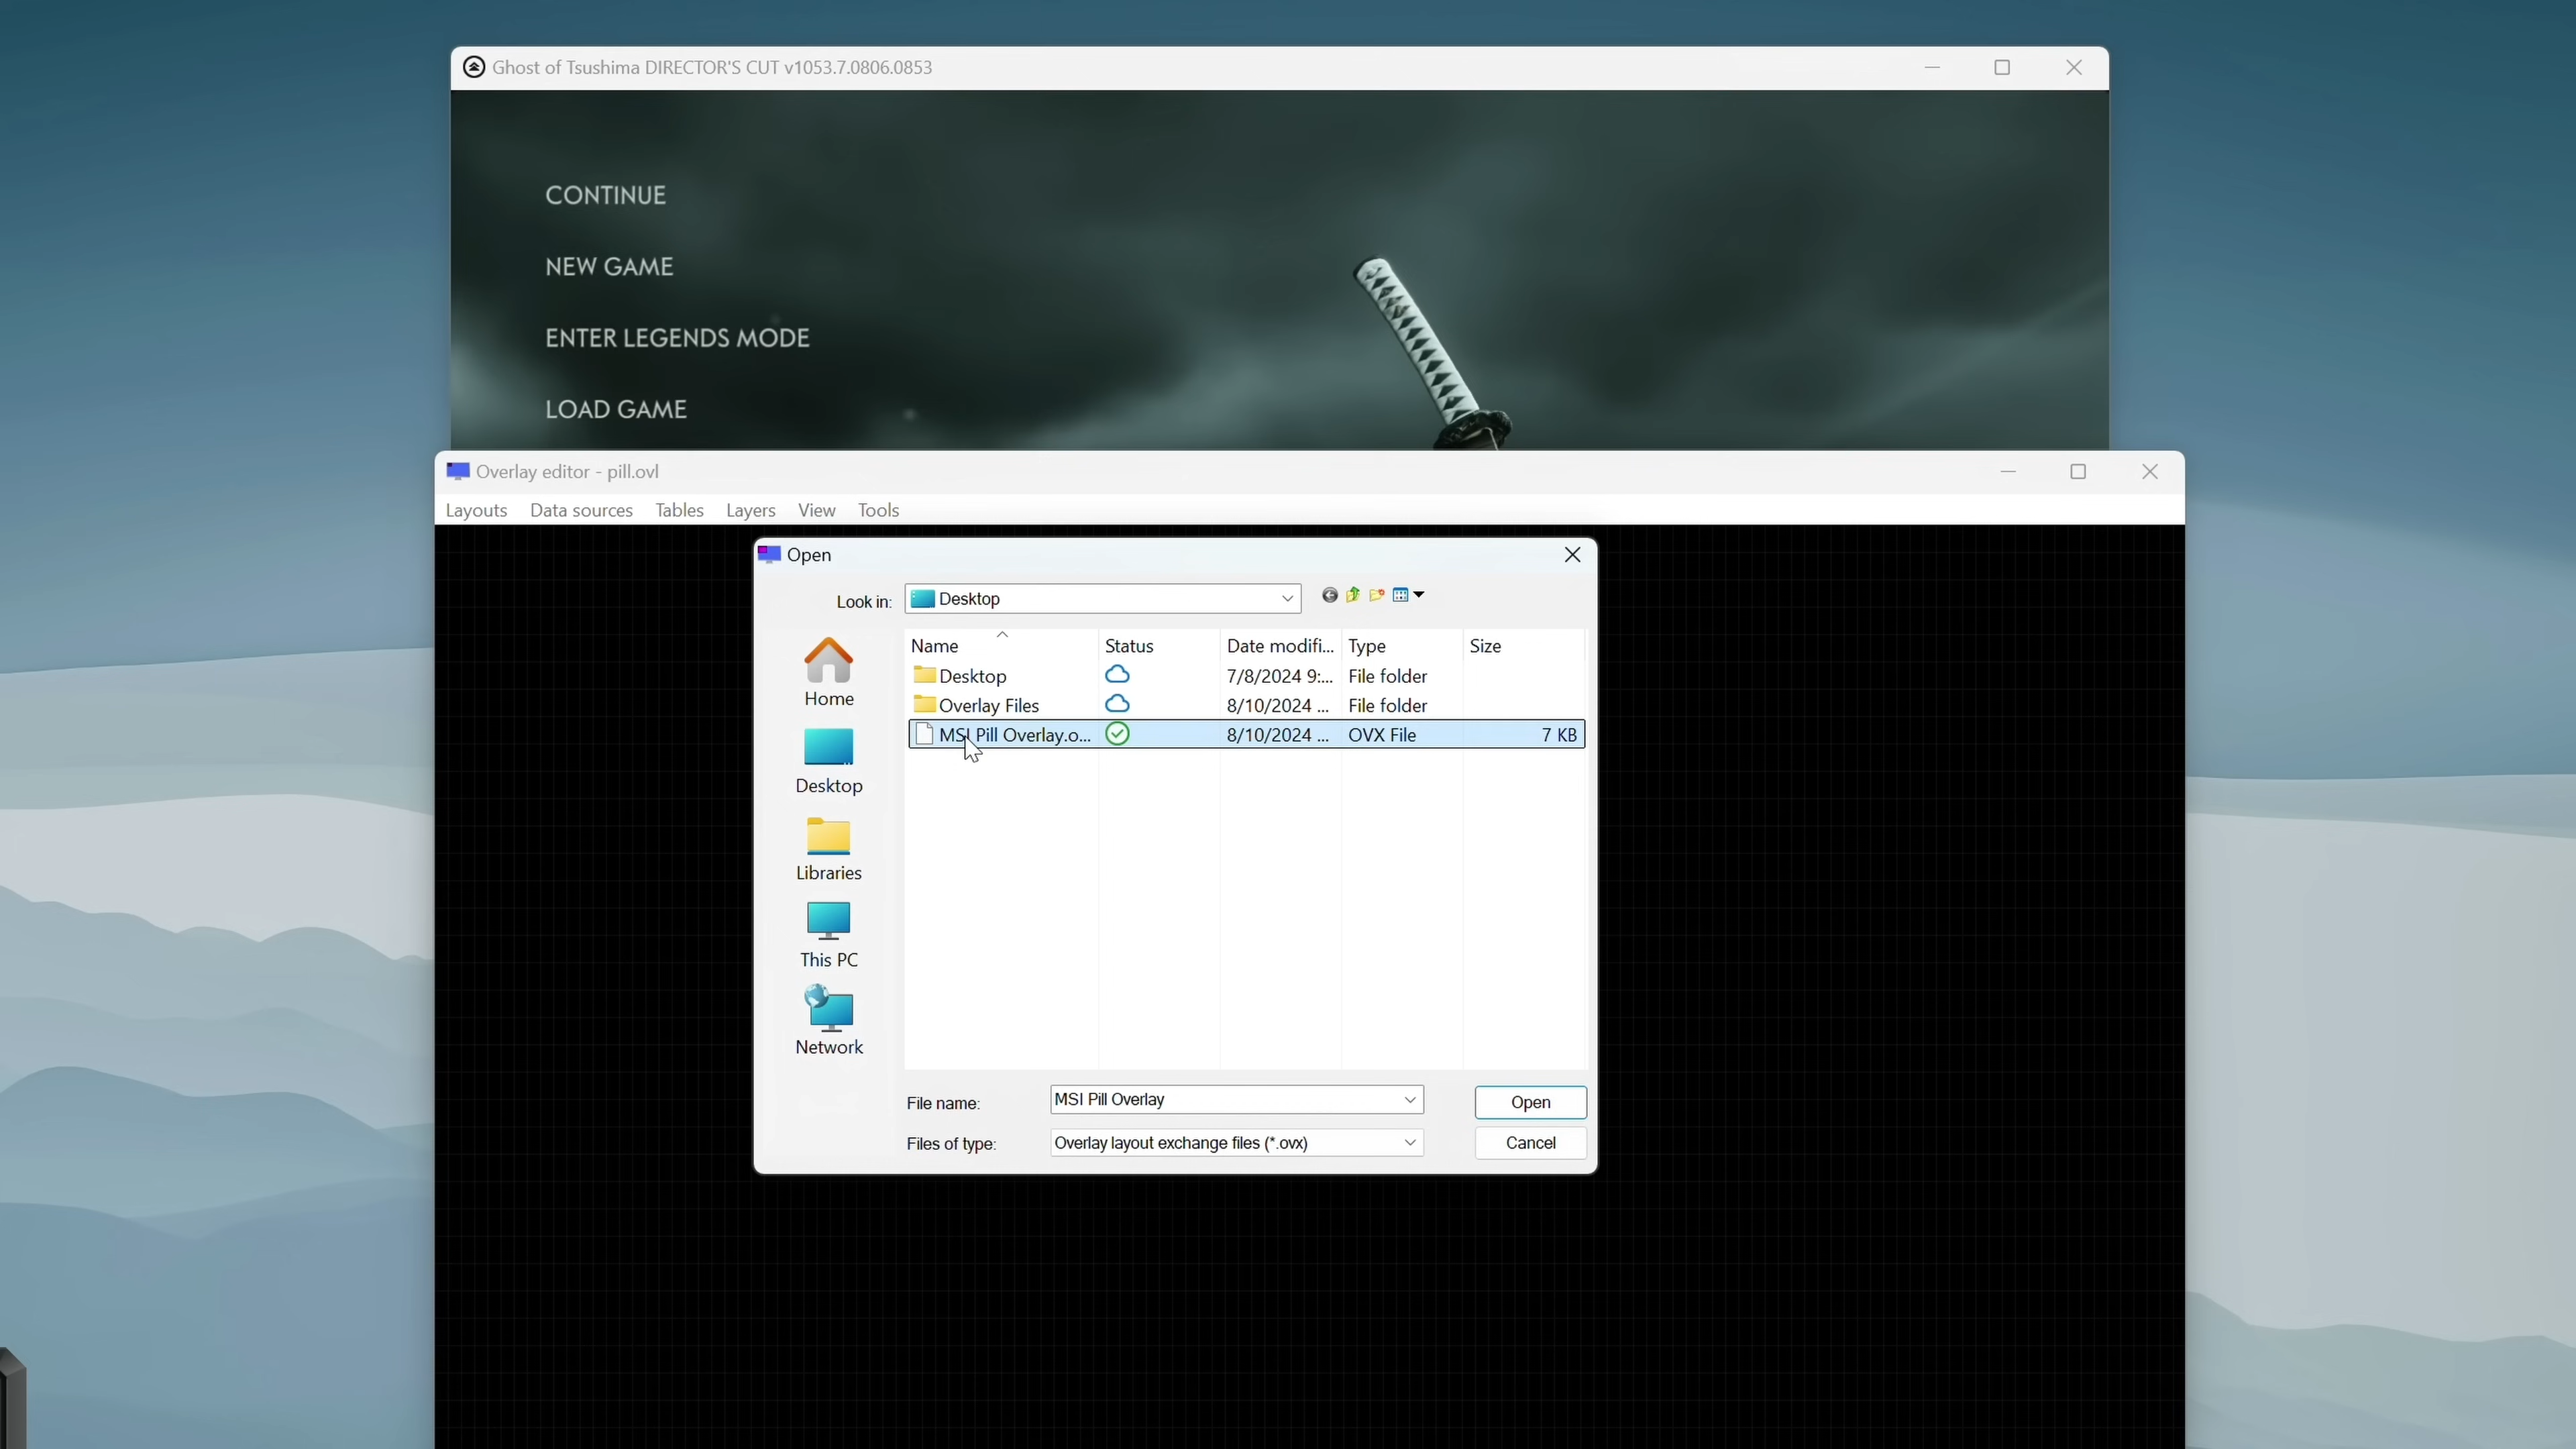 Ghost of Tsushima DIRECTOR'S CUT v1053.7.0806.0853
CONTINUE
NEW GAME
ENTER LEGENDS MODE
LOAD GAME
Overlay editor - pill.ovl
Layouts Data sources Tables Layers View Tools
Open
Look in: Desktop
Name Status Date modifi... Type Size
Desktop 7/8/2024 9:... File folder
Overlay Files 8/10/2024 ... File folder
MSI Pill Overlay.o... 8/10/2024 ... OVX File 7 KB
Home
Desktop
Libraries
This PC
Network
File name: MSI Pill Overlay Open
Files of type: Overlay layout exchange files (*.ovx) Cancel